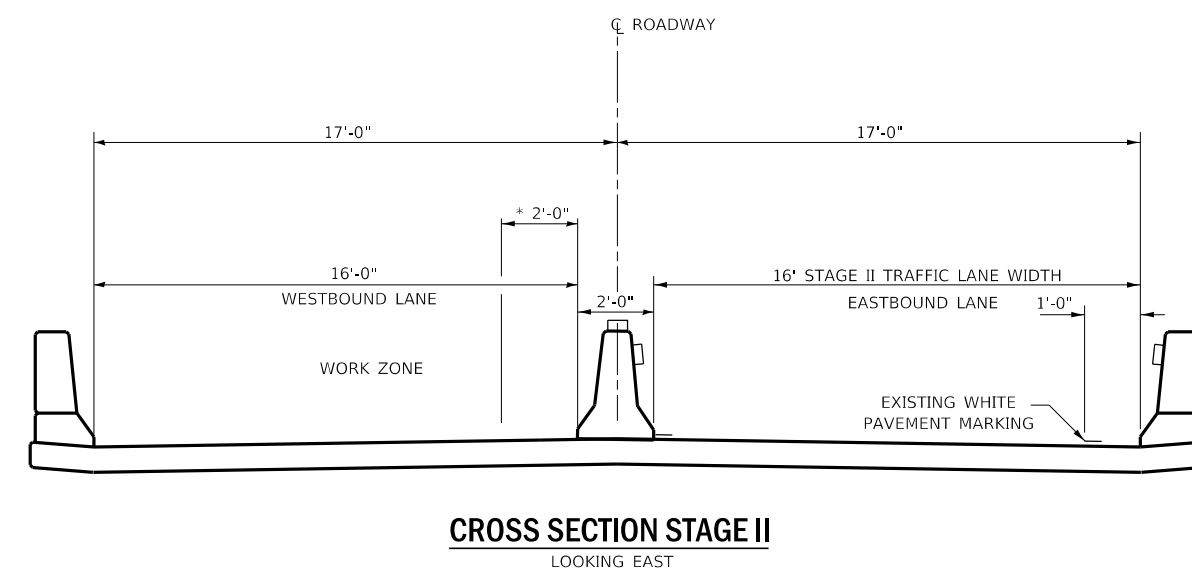 ℄ ROADWAY
17'-0"
17'-0"
* 2'-0"
16'-0"
WESTBOUND LANE
2'-0"
16' STAGE II TRAFFIC LANE WIDTH
EASTBOUND LANE
1'-0"
WORK ZONE
EXISTING WHITE
PAVEMENT MARKING
CROSS SECTION STAGE II
LOOKING EAST